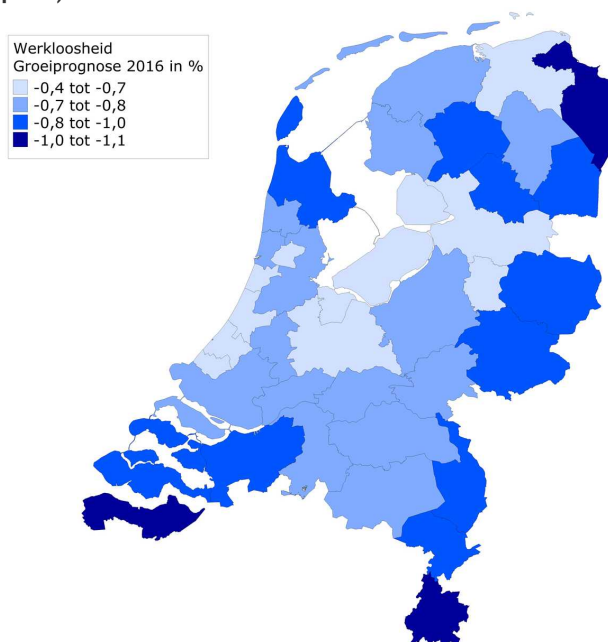 Werkloosheid
Groeiprognose 2016 in %
-0,4 tot -0,7
-0,7 tot -0,8
-0,8 tot -1,0
-1,0 tot -1,1